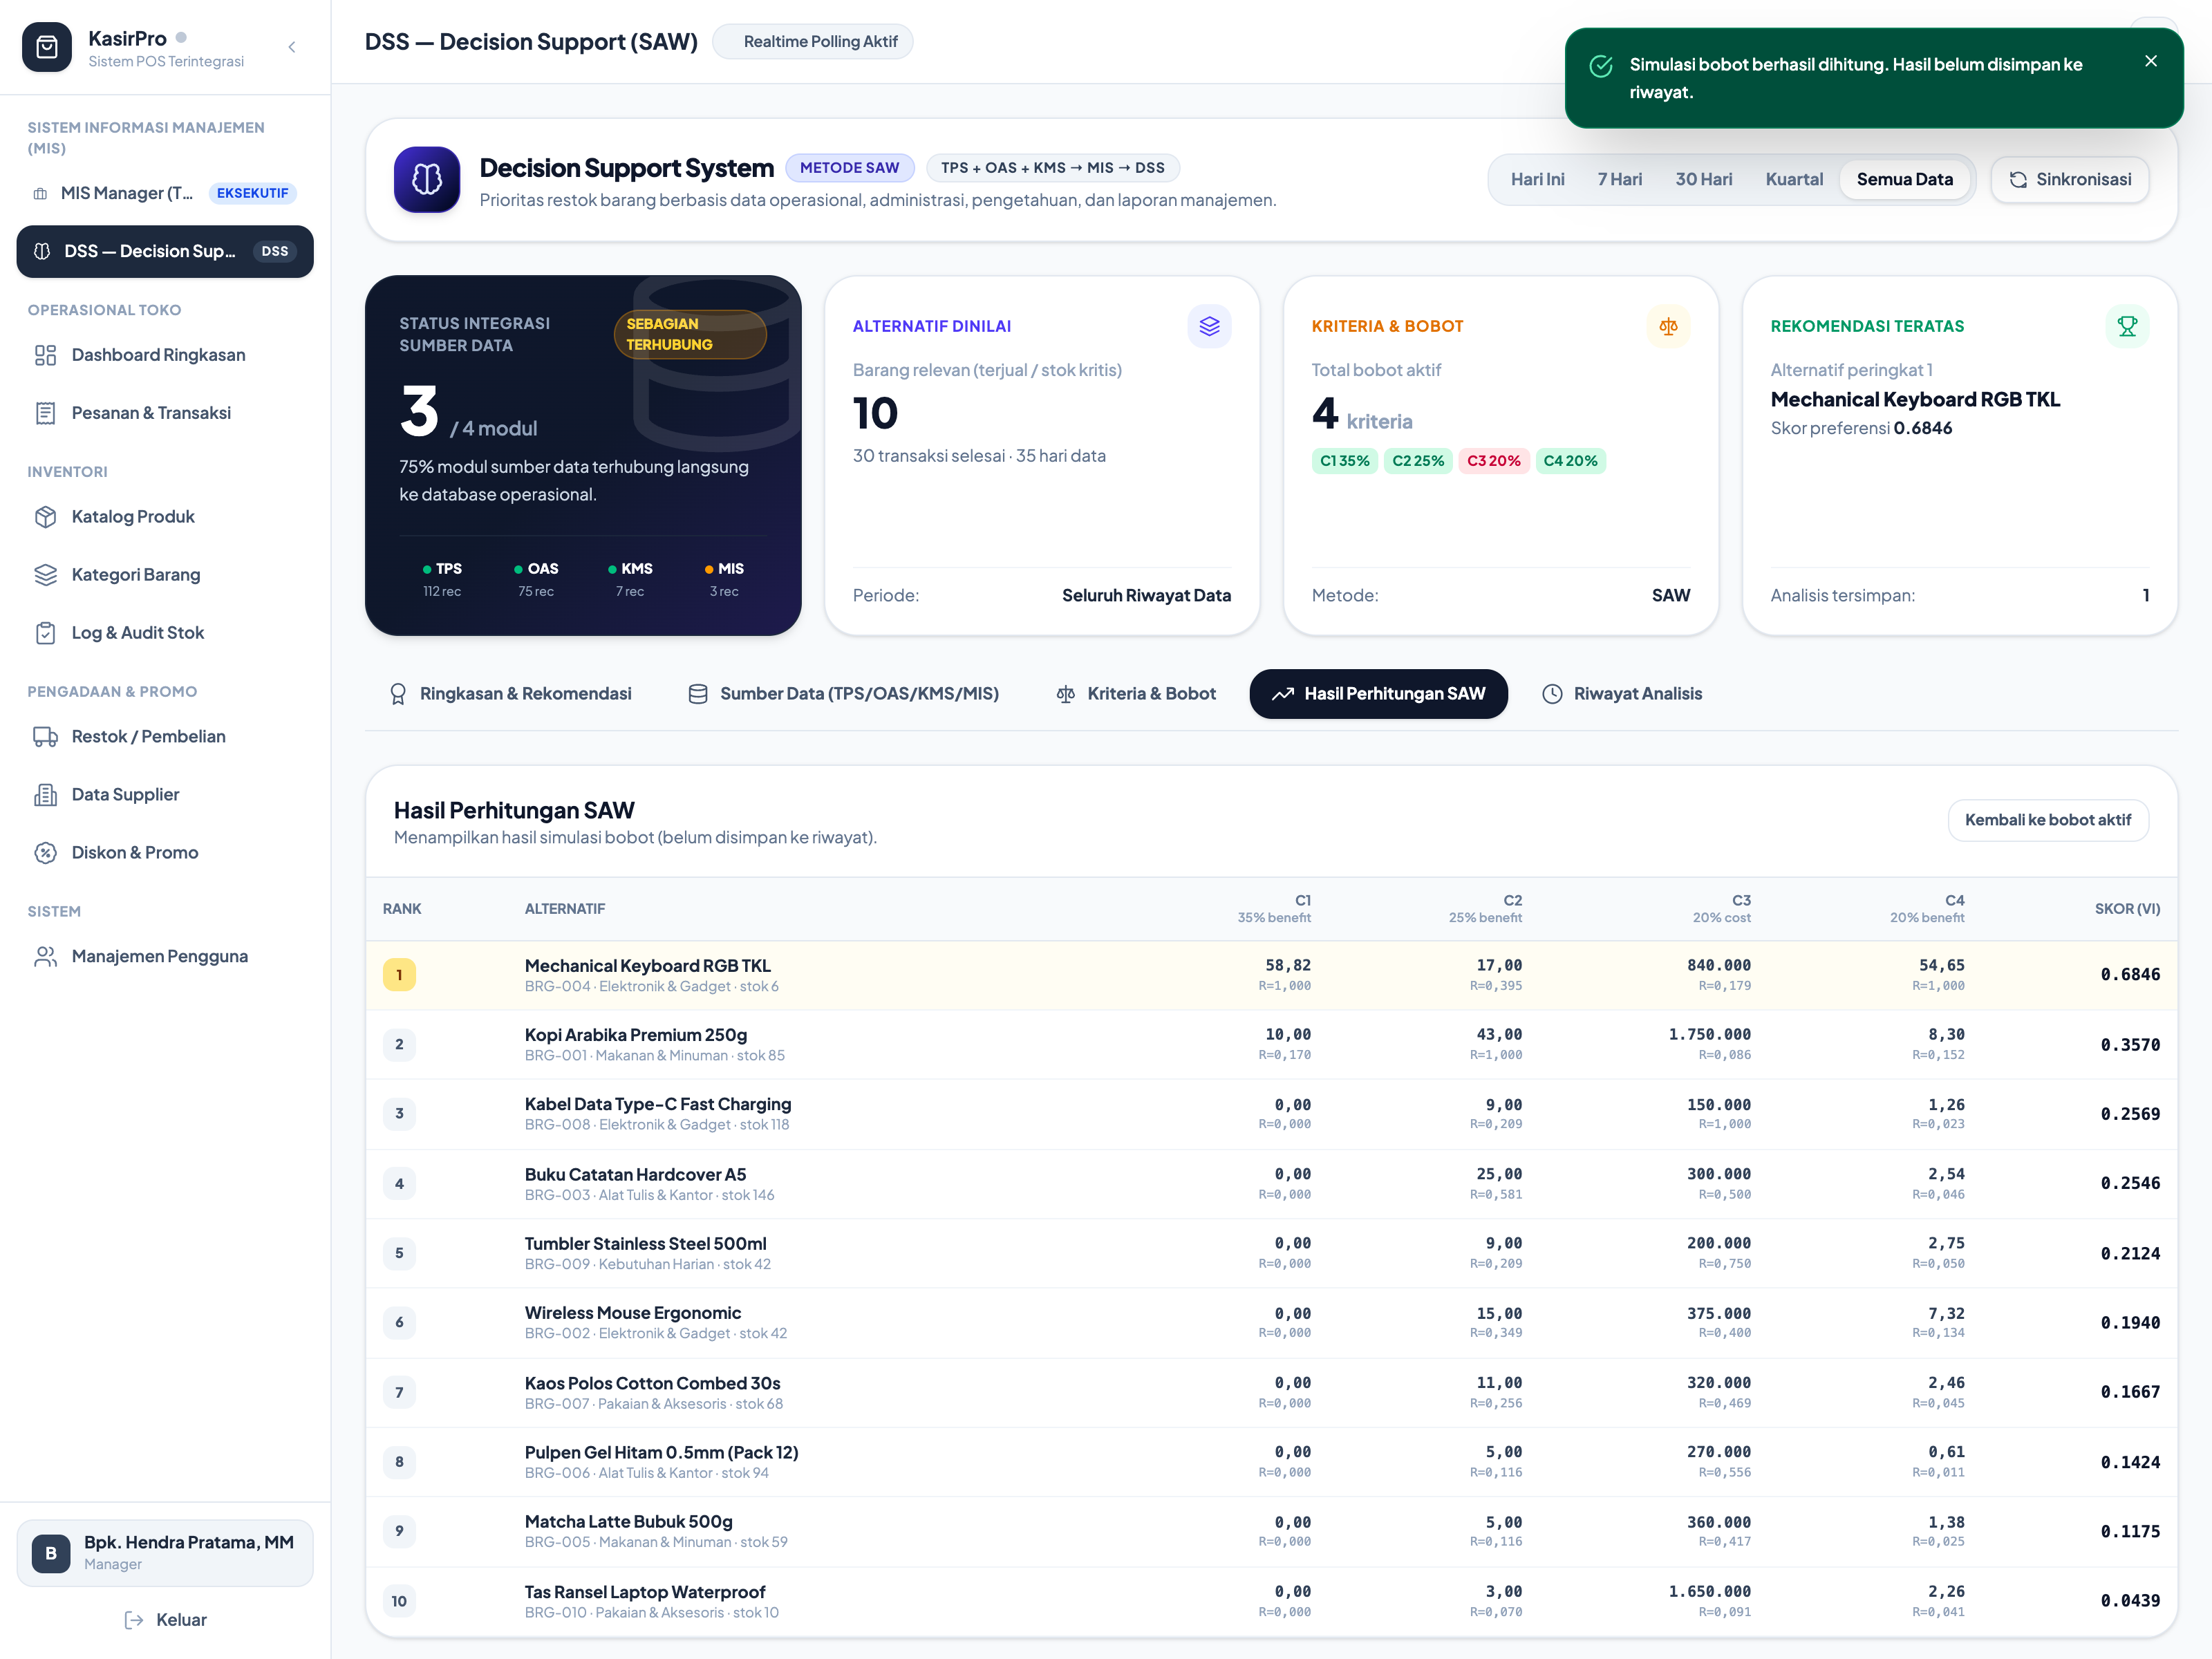 KasirPro
Sistem POS Terintegrasi
SISTEM INFORMASI MANAJEMEN
(MIS)
MIS Manager (T... EKSEKUTIF
DSS — Decision Sup... DSS
OPERASIONAL TOKO
Dashboard Ringkasan
Pesanan & Transaksi
INVENTORI
Katalog Produk
Kategori Barang
Log & Audit Stok
PENGADAAN & PROMO
Restok / Pembelian
Data Supplier
Diskon & Promo
SISTEM
Manajemen Pengguna
B
Bpk. Hendra Pratama, MM
Manager
Keluar
DSS — Decision Support (SAW) Realtime Polling Aktif
Simulasi bobot berhasil dihitung. Hasil belum disimpan ke
riwayat.
Decision Support System METODE SAW TPS + OAS + KMS → MIS → DSS
Prioritas restok barang berbasis data operasional, administrasi, pengetahuan, dan laporan manajemen.
Hari Ini 7 Hari 30 Hari Kuartal Semua Data Sinkronisasi
STATUS INTEGRASI
SUMBER DATA
SEBAGIAN
TERHUBUNG
3 / 4 modul
75% modul sumber data terhubung langsung
ke database operasional.
TPS OAS KMS MIS
112 rec 75 rec 7 rec 3 rec
ALTERNATIF DINILAI
Barang relevan (terjual / stok kritis)
10
30 transaksi selesai · 35 hari data
Periode: Seluruh Riwayat Data
KRITERIA & BOBOT
Total bobot aktif
4 kriteria
C1 35% C2 25% C3 20% C4 20%
Metode: SAW
REKOMENDASI TERATAS
Alternatif peringkat 1
Mechanical Keyboard RGB TKL
Skor preferensi 0.6846
Analisis tersimpan: 1
Ringkasan & Rekomendasi Sumber Data (TPS/OAS/KMS/MIS) Kriteria & Bobot Hasil Perhitungan SAW Riwayat Analisis
Hasil Perhitungan SAW
Menampilkan hasil simulasi bobot (belum disimpan ke riwayat).
Kembali ke bobot aktif
RANK ALTERNATIF C1 C2 C3 C4 SKOR (VI)
35% benefit 25% benefit 20% cost 20% benefit
1 Mechanical Keyboard RGB TKL 58,82 17,00 840.000 54,65 0.6846
BRG-004 · Elektronik & Gadget · stok 6 R=1,000 R=0,395 R=0,179 R=1,000
2 Kopi Arabika Premium 250g 10,00 43,00 1.750.000 8,30 0.3570
BRG-001 · Makanan & Minuman · stok 85 R=0,170 R=1,000 R=0,086 R=0,152
3 Kabel Data Type-C Fast Charging 0,00 9,00 150.000 1,26 0.2569
BRG-008 · Elektronik & Gadget · stok 118 R=0,000 R=0,209 R=1,000 R=0,023
4 Buku Catatan Hardcover A5 0,00 25,00 300.000 2,54 0.2546
BRG-003 · Alat Tulis & Kantor · stok 146 R=0,000 R=0,581 R=0,500 R=0,046
5 Tumbler Stainless Steel 500ml 0,00 9,00 200.000 2,75 0.2124
BRG-009 · Kebutuhan Harian · stok 42 R=0,000 R=0,209 R=0,750 R=0,050
6 Wireless Mouse Ergonomic 0,00 15,00 375.000 7,32 0.1940
BRG-002 · Elektronik & Gadget · stok 42 R=0,000 R=0,349 R=0,400 R=0,134
7 Kaos Polos Cotton Combed 30s 0,00 11,00 320.000 2,46 0.1667
BRG-007 · Pakaian & Aksesoris · stok 68 R=0,000 R=0,256 R=0,469 R=0,045
8 Pulpen Gel Hitam 0.5mm (Pack 12) 0,00 5,00 270.000 0,61 0.1424
BRG-006 · Alat Tulis & Kantor · stok 94 R=0,000 R=0,116 R=0,556 R=0,011
9 Matcha Latte Bubuk 500g 0,00 5,00 360.000 1,38 0.1175
BRG-005 · Makanan & Minuman · stok 59 R=0,000 R=0,116 R=0,417 R=0,025
10 Tas Ransel Laptop Waterproof 0,00 3,00 1.650.000 2,26 0.0439
BRG-010 · Pakaian & Aksesoris · stok 10 R=0,000 R=0,070 R=0,091 R=0,041